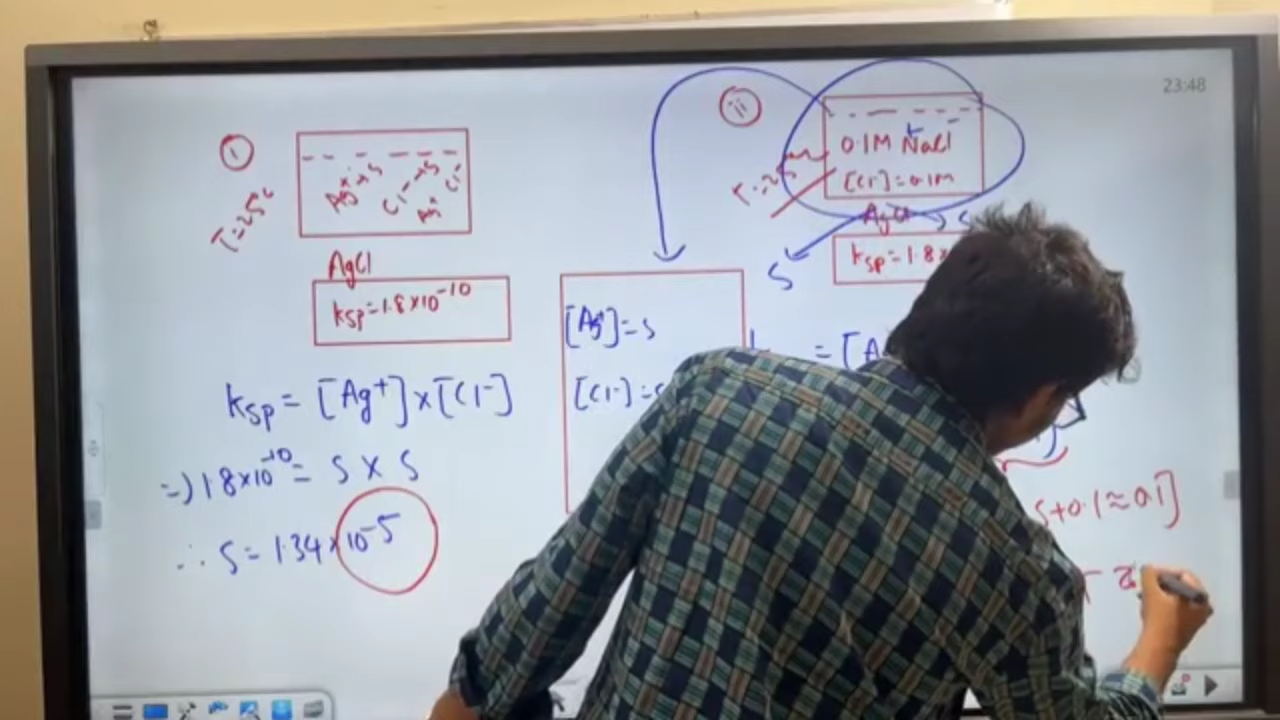 23:48
i
T=25°C
Ag⁺ →S
Cl⁻ →S
Ag⁺
Cl⁻
AgCl
Ksp=1.8×10⁻¹⁰
Ksp = [Ag⁺]×[Cl⁻]
=) 1.8×10⁻¹⁰= S × S
∴ S = 1.34×10⁻⁵
ii
0.1M NaCl
[Cl⁻]=0.1M
AgCl
S
Ksp=1.8×
[Ag⁺]=S
[Cl⁻]=
= [A
S+0.1≈0.1]